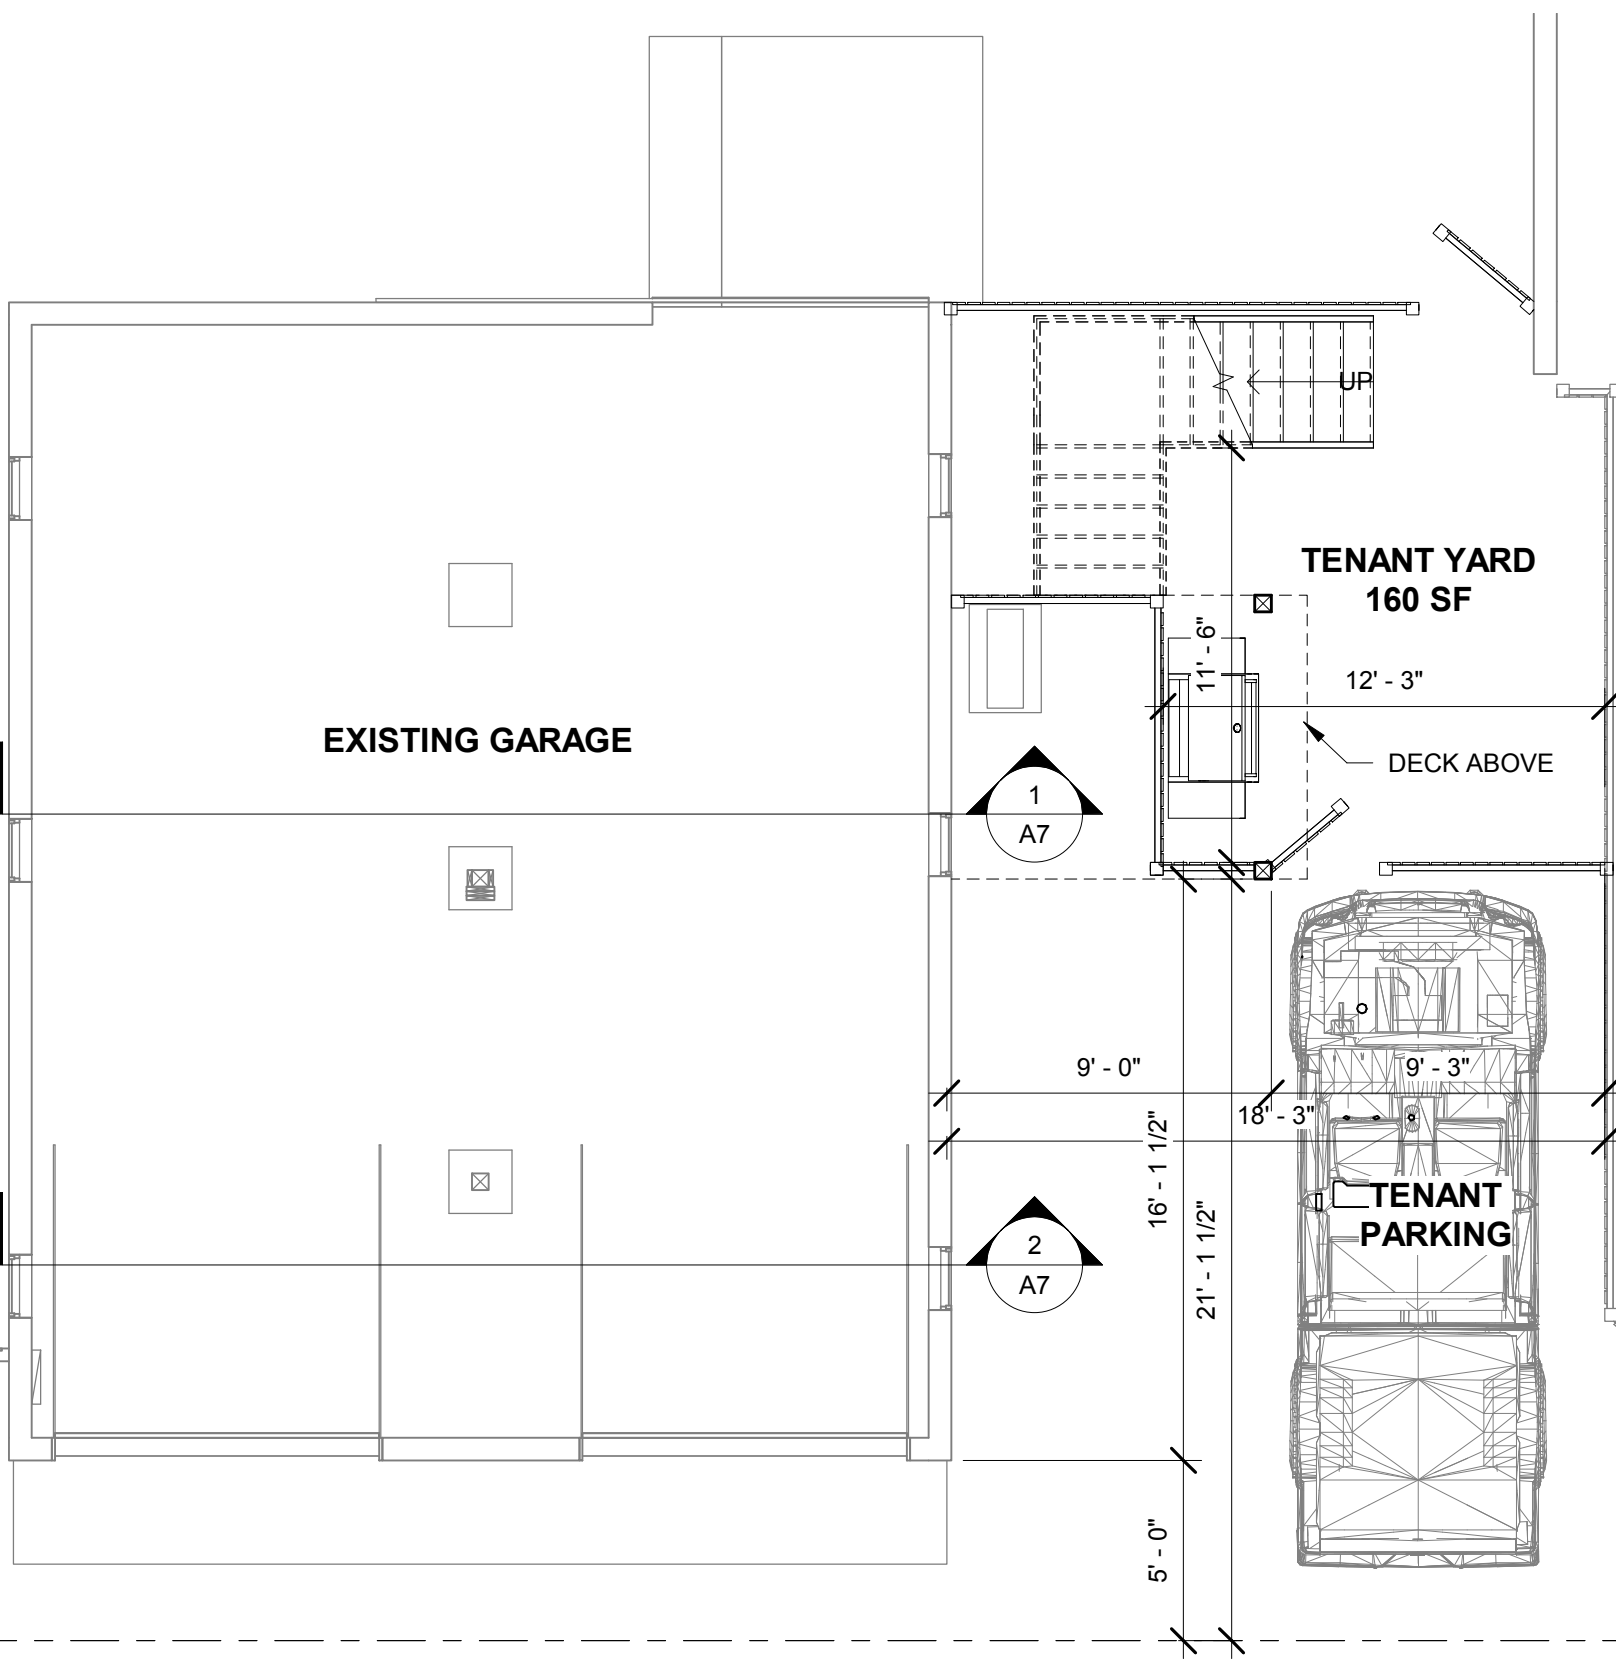 UP
TENANT YARD
160 SF
11' - 6"
12' - 3"
EXISTING GARAGE
DECK ABOVE
1
A7
9' - 0"
9' - 3"
18' - 3"
16' - 1 1/2"
TENANT
PARKING
21' - 1 1/2"
2
A7
5' - 0"